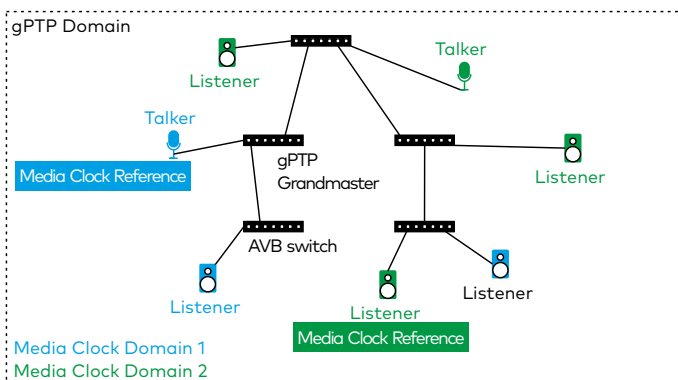 gPTP Domain
Talker
Listener
Talker
Media Clock Reference
gPTP
Grandmaster
Listener
AVB switch
Listener
Listener
Listener
Media Clock Reference
Media Clock Domain 1
Media Clock Domain 2